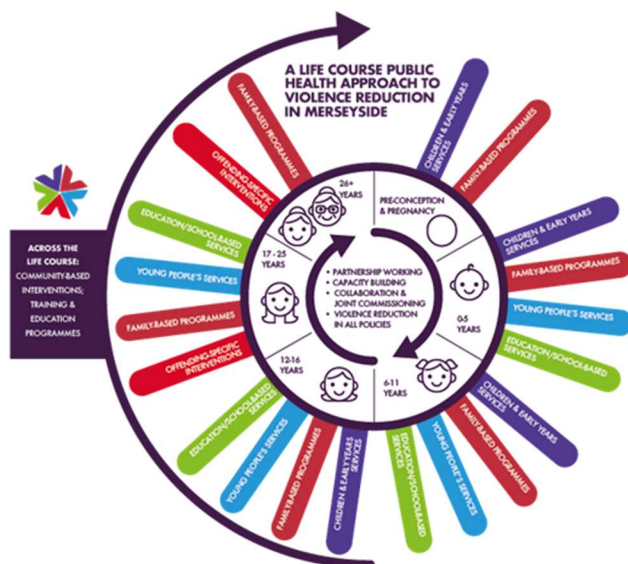 A LIFE COURSE PUBLIC
HEALTH APPROACH TO
VIOLENCE REDUCTION
IN MERSEYSIDE
ACROSS THE
LIFE COURSE:
COMMUNITY-BASED
INTERVENTIONS;
TRAINING &
EDUCATION
PROGRAMMES
PRE-CONCEPTION
& PREGNANCY
CHILDREN & EARLY YEARS
SERVICES
FAMILY-BASED PROGRAMMES
0-5
YEARS
CHILDREN & EARLY YEARS
SERVICES
FAMILY-BASED PROGRAMMES
YOUNG PEOPLE'S SERVICES
EDUCATION/SCHOOL-BASED
SERVICES
6-11
YEARS
CHILDREN & EARLY YEARS
SERVICES
FAMILY-BASED PROGRAMMES
YOUNG PEOPLE'S SERVICES
EDUCATION/SCHOOL-BASED
SERVICES
12-16
YEARS
CHILDREN & EARLY YEARS
SERVICES
FAMILY-BASED PROGRAMMES
YOUNG PEOPLE'S SERVICES
EDUCATION/SCHOOL-BASED
SERVICES
OFFENDING-SPECIFIC
INTERVENTIONS
17 - 25
YEARS
FAMILY-BASED PROGRAMMES
YOUNG PEOPLE'S SERVICES
EDUCATION/SCHOOL-BASED
SERVICES
OFFENDING-SPECIFIC
INTERVENTIONS
26+
YEARS
FAMILY-BASED PROGRAMMES
• PARTNERSHIP WORKING
• CAPACITY BUILDING
• COLLABORATION &
JOINT COMMISSIONING
• VIOLENCE REDUCTION
IN ALL POLICIES